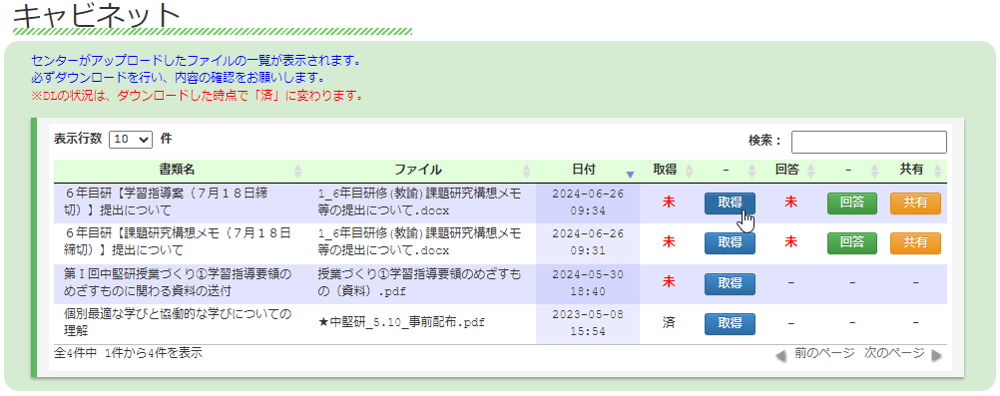 キャビネット
センターがアップロードしたファイルの一覧が表示されます。
必ずダウンロードを行い、内容の確認をお願いします。
※DLの状況は、ダウンロードした時点で「済」に変わります。
表示行数 10 件 検索：
書類名 ファイル 日付 取得 - 回答 - 共有
６年目研【学習指導案（７月１８日締 1_6年目研修(教諭)課題研究構想メモ 2024-06-26 未 取得 未 回答 共有
切）】提出について 等の提出について.docx 09:34
６年目研【課題研究構想メモ（７月１８日 1_6年目研修(教諭)課題研究構想メモ 2024-06-26 未 取得 未 回答 共有
締切）】提出について 等の提出について.docx 09:31
第Ⅰ回中堅研授業づくり①学習指導要領の 授業づくり①学習指導要領のめざすも 2024-05-30 未 取得 - - -
めざすものに関わる資料の送付 の（資料）.pdf 18:40
個別最適な学びと協働的な学びについての ★中堅研_5.10_事前配布.pdf 2023-05-08 済 取得 - - -
理解 15:54
全4件中 1件から4件を表示 前のページ 次のページ